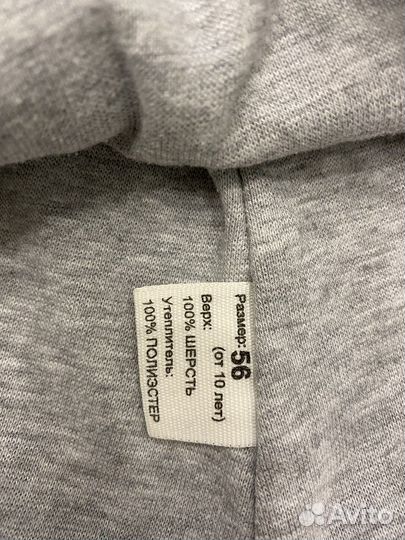 Размер: 56
(от 10 лет)
Верх:
100% ШЕРСТЬ
Утеплитель:
100% ПОЛИЭСТЕР
Avito